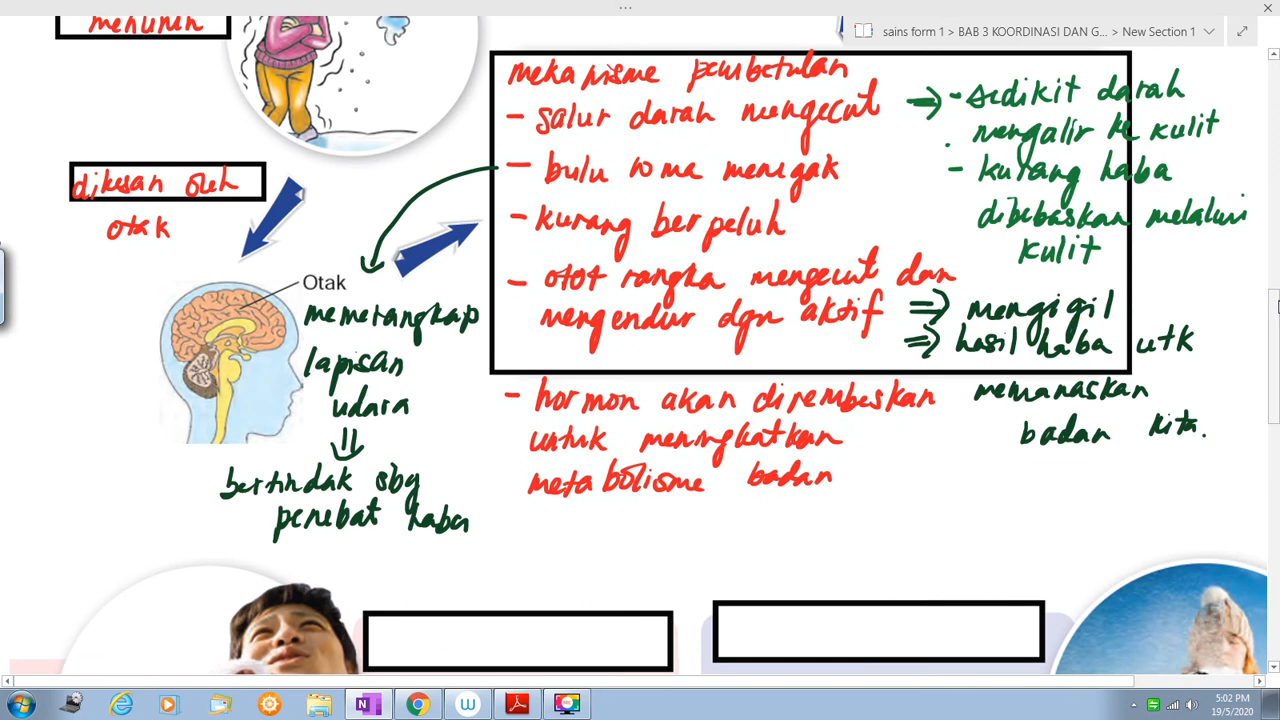 sains form 1 > BAB 3 KOORDINASI DAN G... > ... > New Section 1
menurun
mekanisme pembetulan
- salur darah mengecut
⇒ - sedikit darah
mengalir ke kulit
dikesan oleh
otak
- bulu roma menegak
- kurang haba
dibebaskan melalui
kulit
- kurang berpeluh
Otak
- otot rangka mengecut dan
mengendur dgn aktif
⇒ mengigil
⇒ hasil haba utk
memanaskan
badan kita.
memerangkap
lapisan
udara
⇓
bertindak sbg
penebat haba
- hormon akan dirembeskan
untuk meningkatkan
metabolisme badan
5:02 PM
19/5/2020